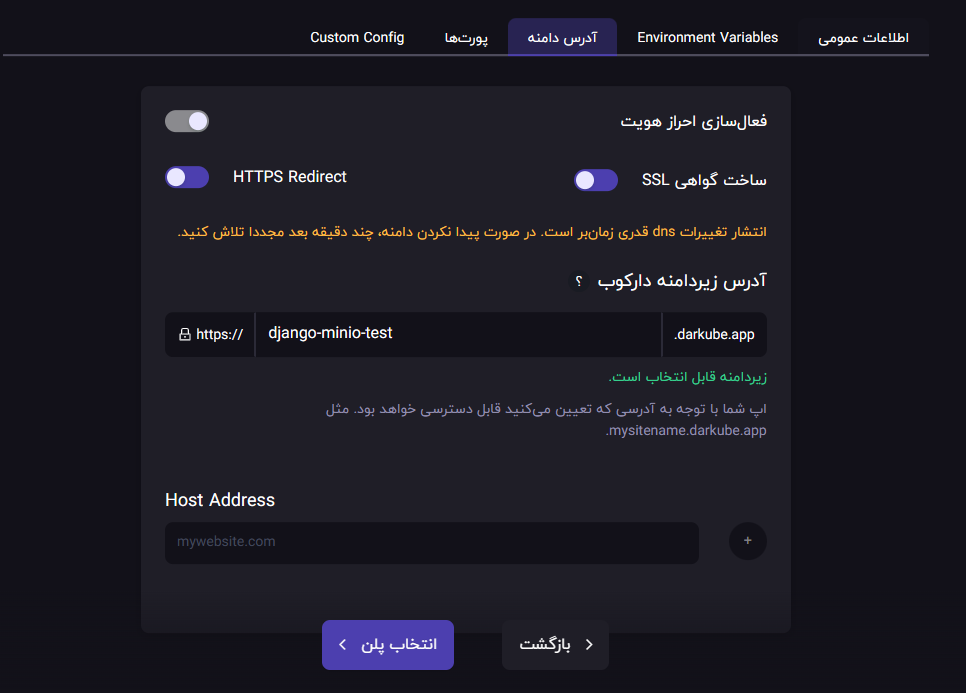 اطلاعات عمومی
Environment Variables
آدرس دامنه
پورت‌ها
Custom Config
فعال‌سازی احراز هویت
ساخت گواهی SSL
HTTPS Redirect
انتشار تغییرات dns قدری زمان‌بر است. در صورت پیدا نکردن دامنه، چند دقیقه بعد مجددا تلاش کنید.
آدرس زیردامنه دارکوب ؟
https:// django-minio-test .darkube.app
زیردامنه قابل انتخاب است.
اپ شما با توجه به آدرسی که تعیین می‌کنید قابل دسترسی خواهد بود. مثل
mysitename.darkube.app.
Host Address
mywebsite.com +
بازگشت
انتخاب پلن